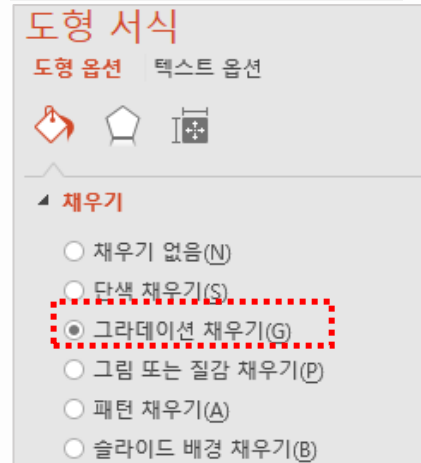 도형 서식
도형 옵션 텍스트 옵션
채우기
채우기 없음(N)
단색 채우기(S)
그라데이션 채우기(G)
그림 또는 질감 채우기(P)
패턴 채우기(A)
슬라이드 배경 채우기(B)